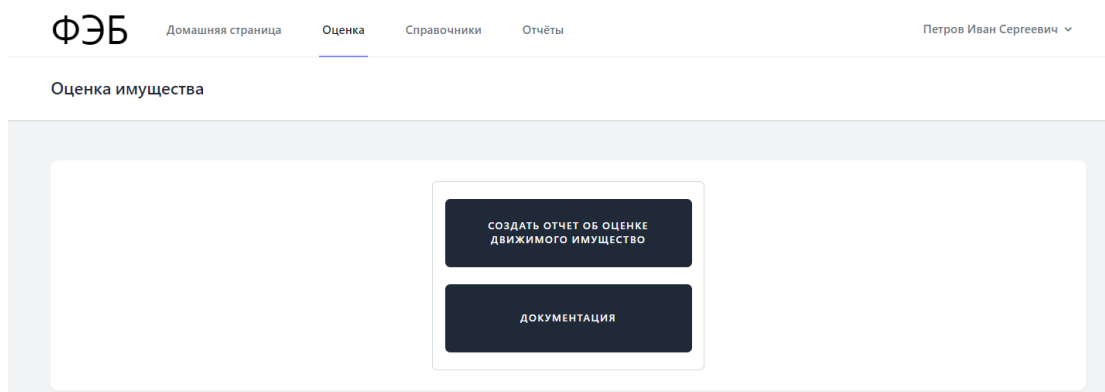 ФЭБ Домашняя страница Оценка Справочники Отчёты Петров Иван Сергеевич
Оценка имущества
СОЗДАТЬ ОТЧЕТ ОБ ОЦЕНКЕ
ДВИЖИМОГО ИМУЩЕСТВО
ДОКУМЕНТАЦИЯ